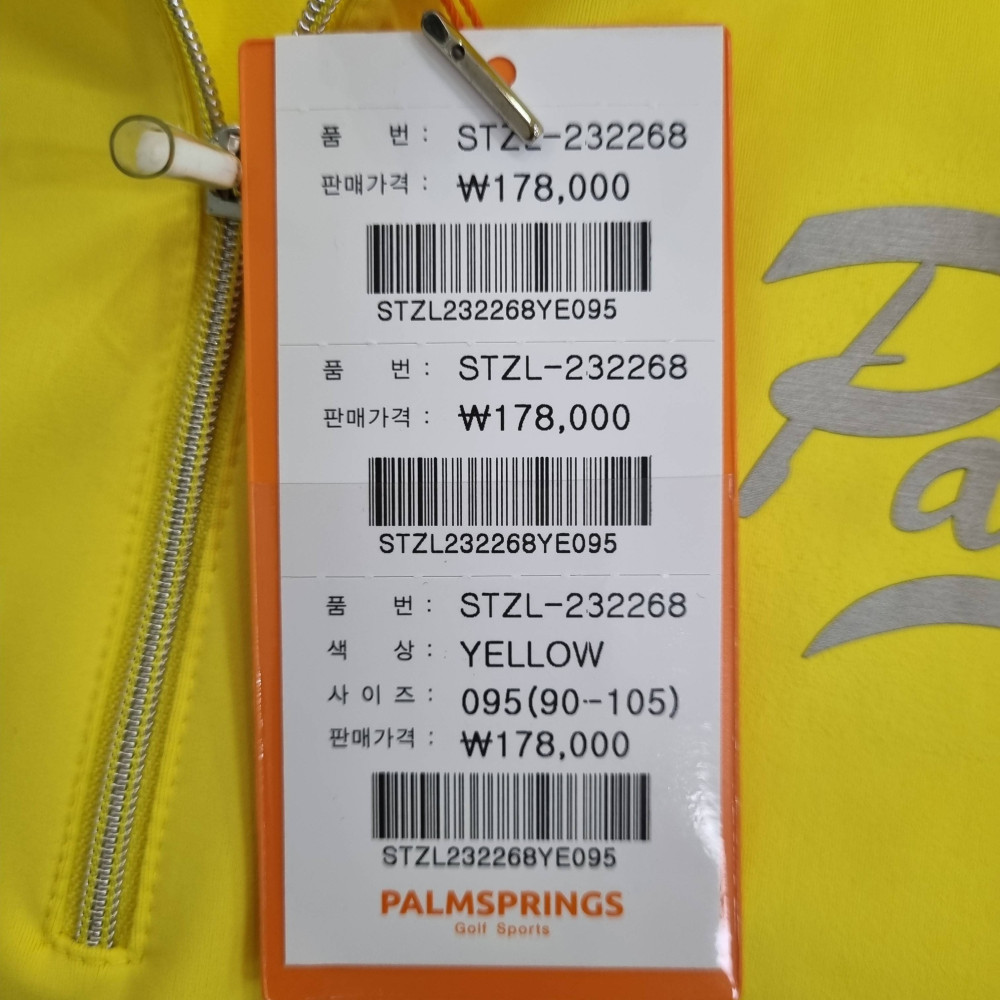 품 번 : STZL-232268
판매가격 : ₩178,000
STZL232268YE095
품 번 : STZL-232268
판매가격 : ₩178,000
STZL232268YE095
품 번 : STZL-232268
색 상 : YELLOW
사 이 즈 : 095(90--105)
판매가격 : ₩178,000
STZL232268YE095
PALMSPRINGS
Golf Sports
Pa